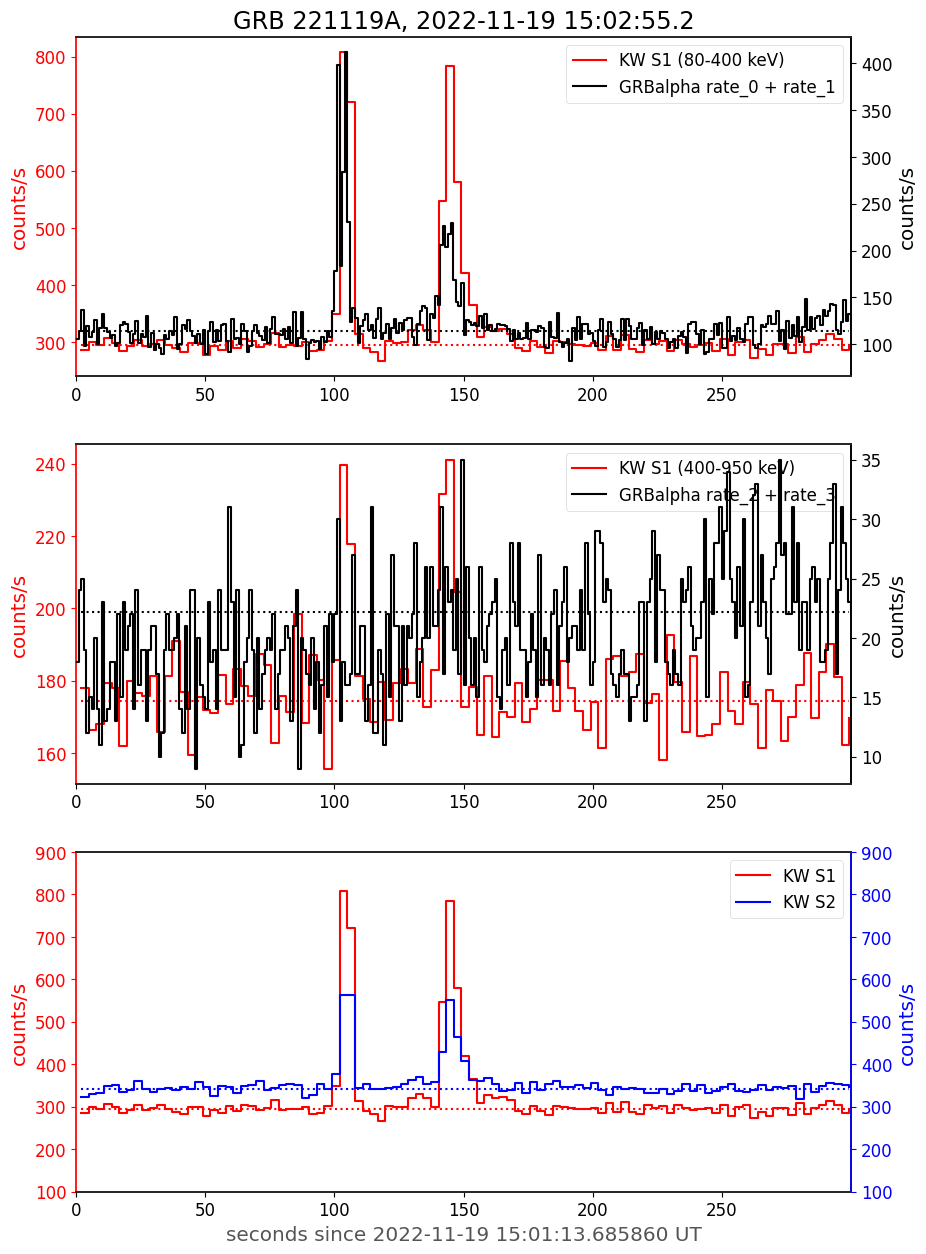 GRB 221119A, 2022-11-19 15:02:55.2
KW S1 (80-400 keV)
GRBalpha rate_0 + rate_1
counts/s
800
700
600
500
400
300
400
350
300
250
200
150
100
counts/s
0 50 100 150 200 250
KW S1 (400-950 keV)
GRBalpha rate_2 + rate_3
counts/s
240
220
200
180
160
35
30
25
20
15
10
counts/s
0 50 100 150 200 250
KW S1
KW S2
counts/s
900
800
700
600
500
400
300
200
100
900
800
700
600
500
400
300
200
100
counts/s
0 50 100 150 200 250
seconds since 2022-11-19 15:01:13.685860 UT